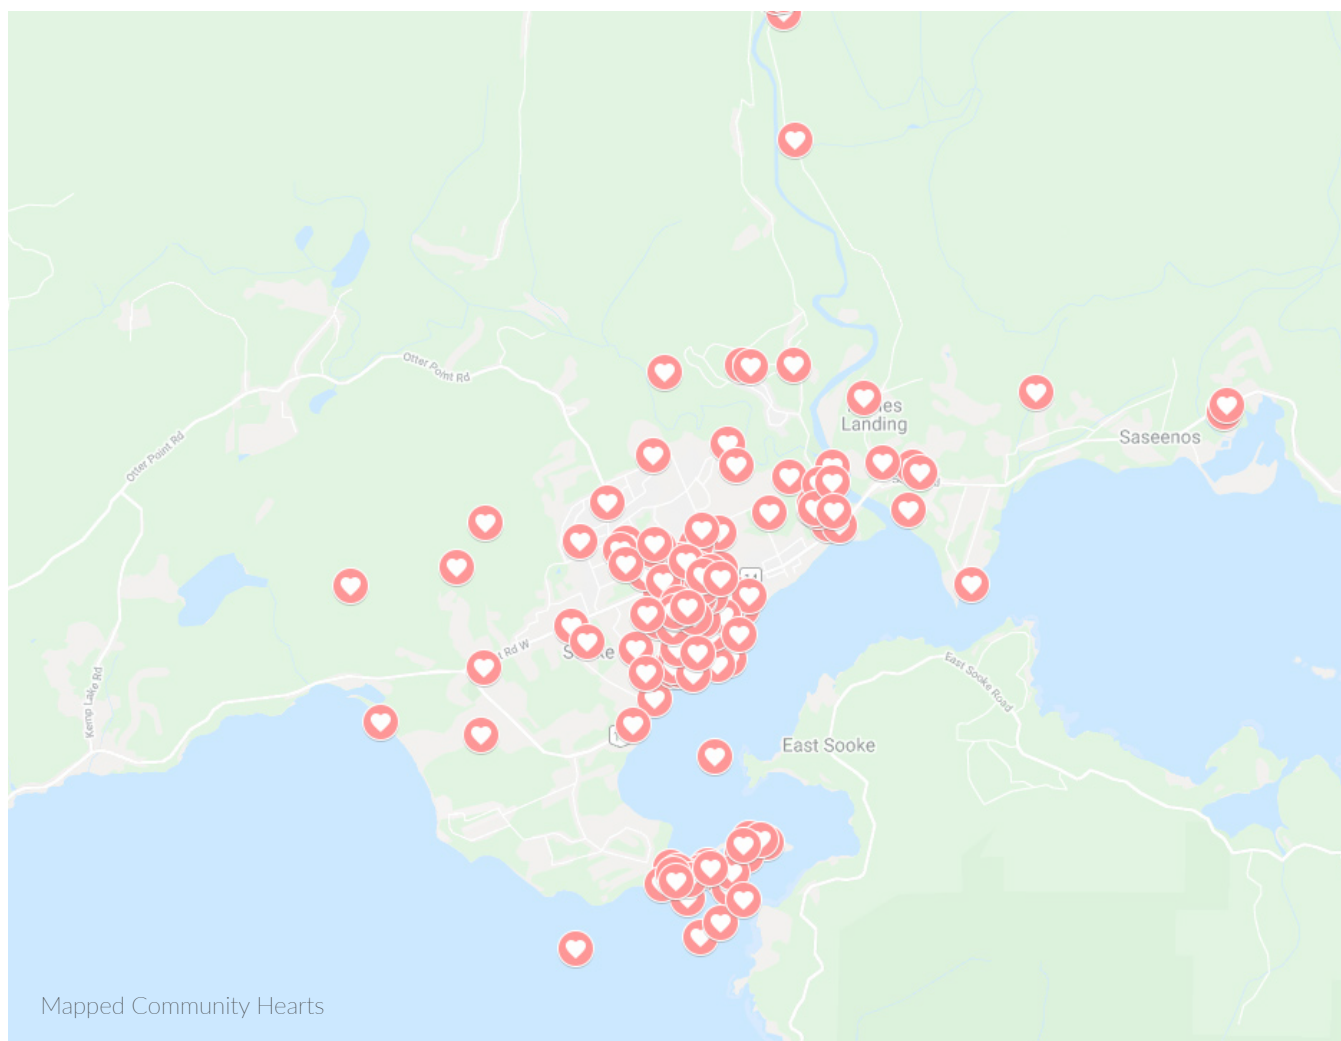 Otter Point Rd
Landing
Saseenos
Otter Point Rd
14
Rd W
East Sooke Road
Kemp Lake Rd
East Sooke
Mapped Community Hearts